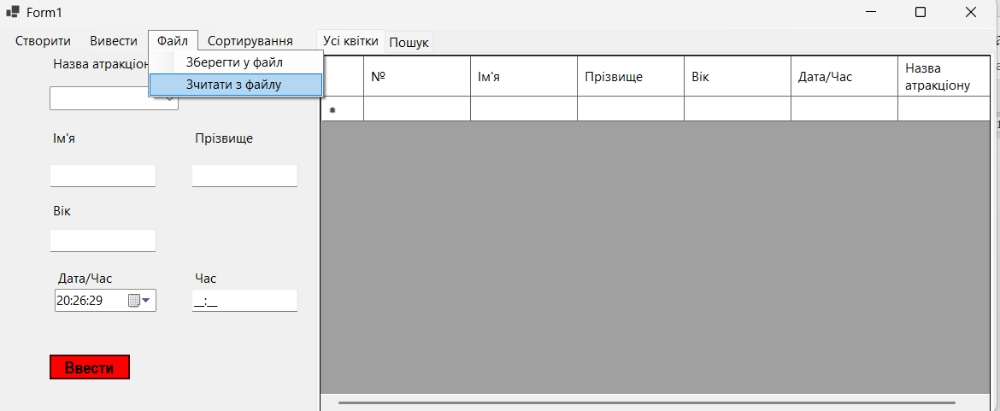 Form1
Створити Вивести Файл Сортирування Усі квітки Пошук
Зберегти у файл
Зчитати з файлу
Назва атракціон
№ Ім'я Прізвище Вік Дата/Час Назва атракціону
Ім'я Прізвище
Вік
Дата/Час Час
20:26:29 __:__
Ввести